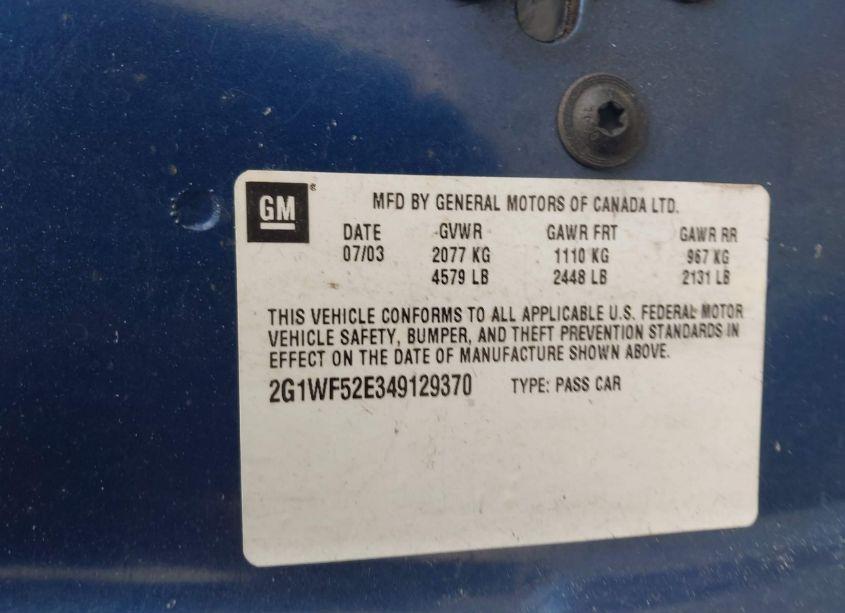 GM ®
MFD BY GENERAL MOTORS OF CANADA LTD.
DATE GVWR GAWR FRT GAWR RR
07/03 2077 KG 1110 KG 967 KG
4579 LB 2448 LB 2131 LB
THIS VEHICLE CONFORMS TO ALL APPLICABLE U.S. FEDERAL MOTOR
VEHICLE SAFETY, BUMPER, AND THEFT PREVENTION STANDARDS IN
EFFECT ON THE DATE OF MANUFACTURE SHOWN ABOVE.
2G1WF52E349129370 TYPE: PASS CAR